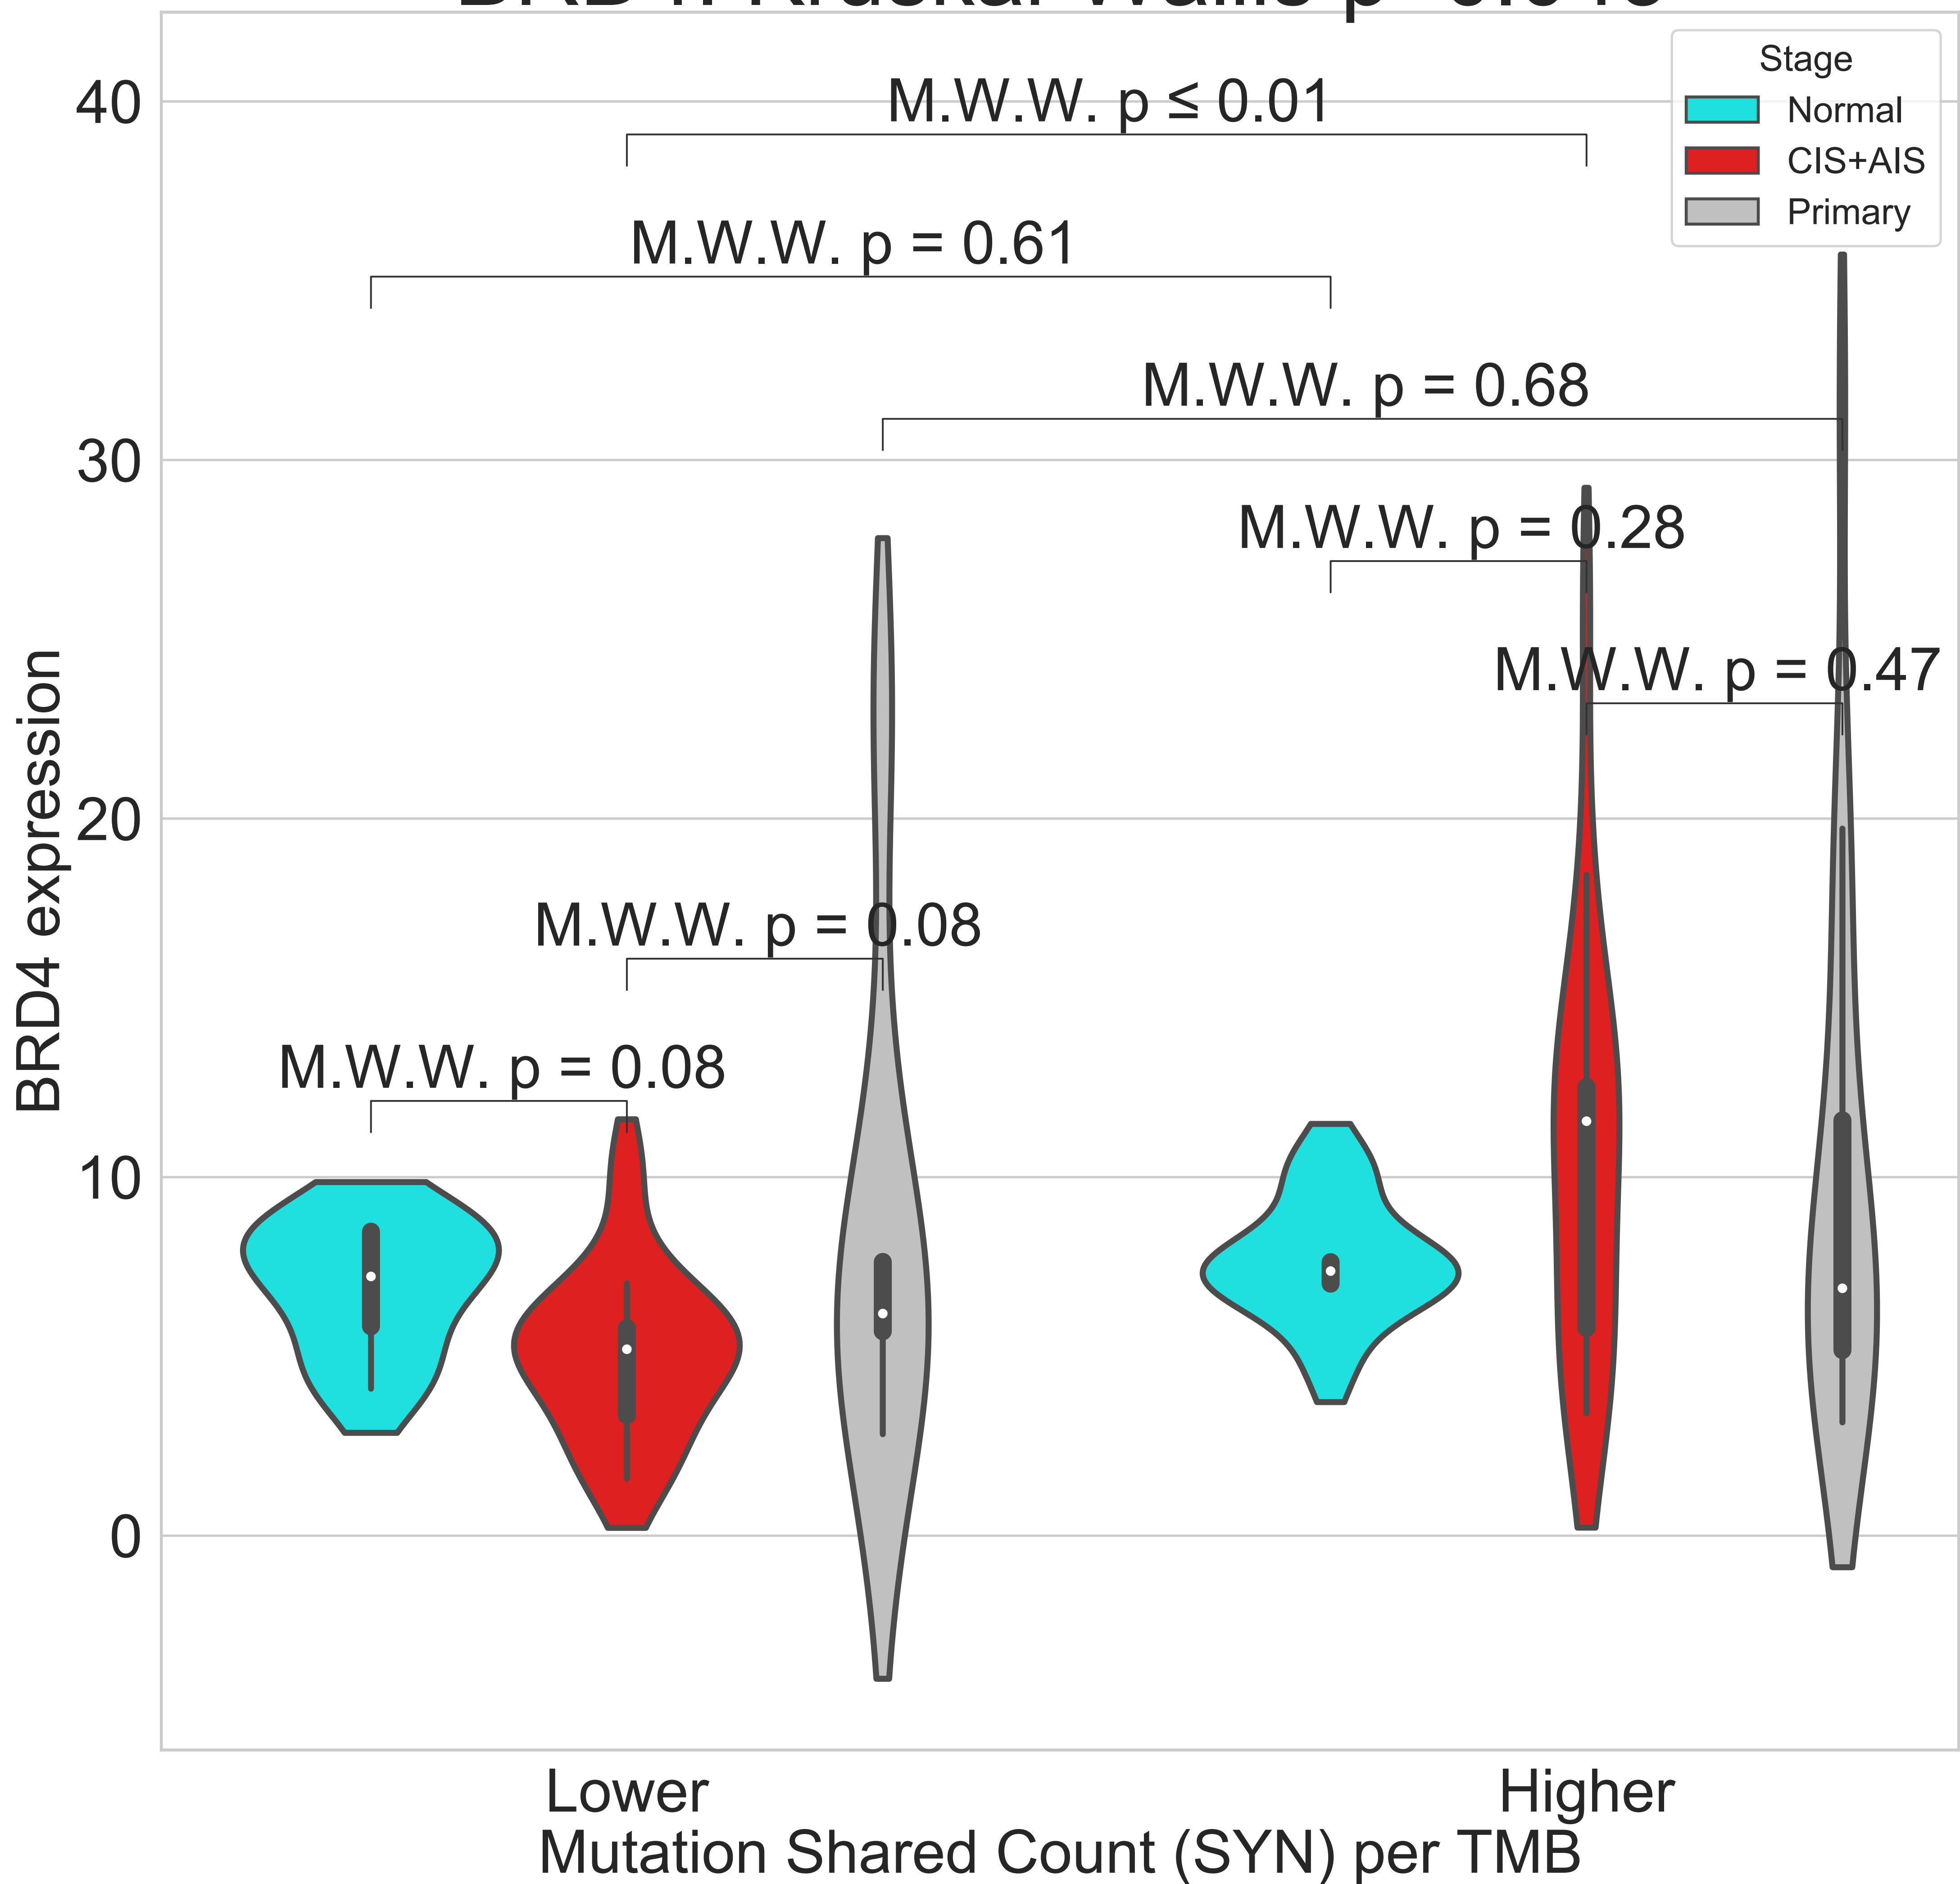 Stage
Normal
CIS+AIS
Primary
M.W.W. p ≤ 0.01
M.W.W. p = 0.61
M.W.W. p = 0.68
M.W.W. p = 0.28
M.W.W. p = 0.47
M.W.W. p = 0.08
M.W.W. p = 0.08
40
30
20
10
0
BRD4 expression
Lower
Higher
Mutation Shared Count (SYN) per TMB